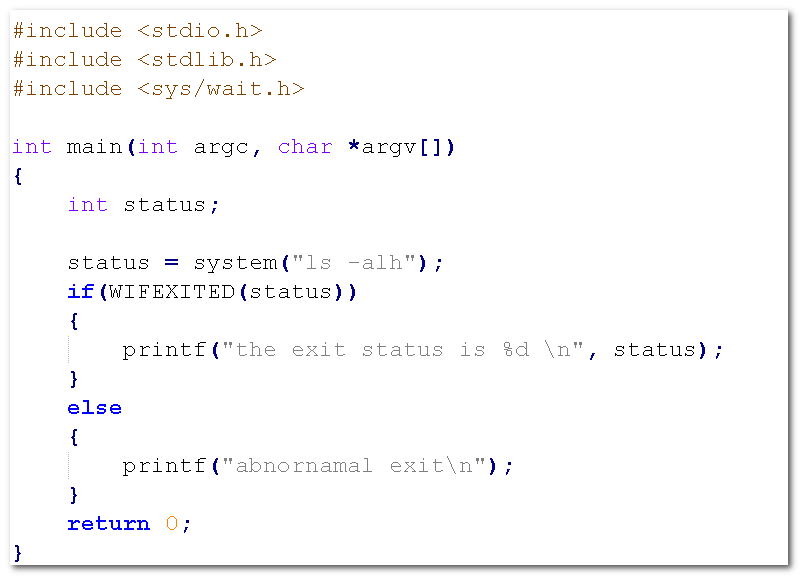 #include <stdio.h>
#include <stdlib.h>
#include <sys/wait.h>

int main(int argc, char *argv[])
{
    int status;

    status = system("ls -alh");
    if(WIFEXITED(status))
    {
        printf("the exit status is %d \n", status);
    }
    else
    {
        printf("abnornamal exit\n");
    }
    return 0;
}